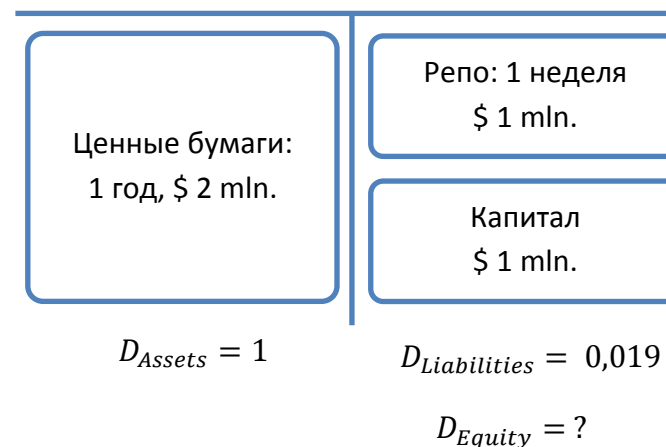 Ценные бумаги:
1 год, $ 2 mln.
Репо: 1 неделя
$ 1 mln.
Капитал
$ 1 mln.
D_Assets = 1
D_Liabilities = 0,019
D_Equity = ?